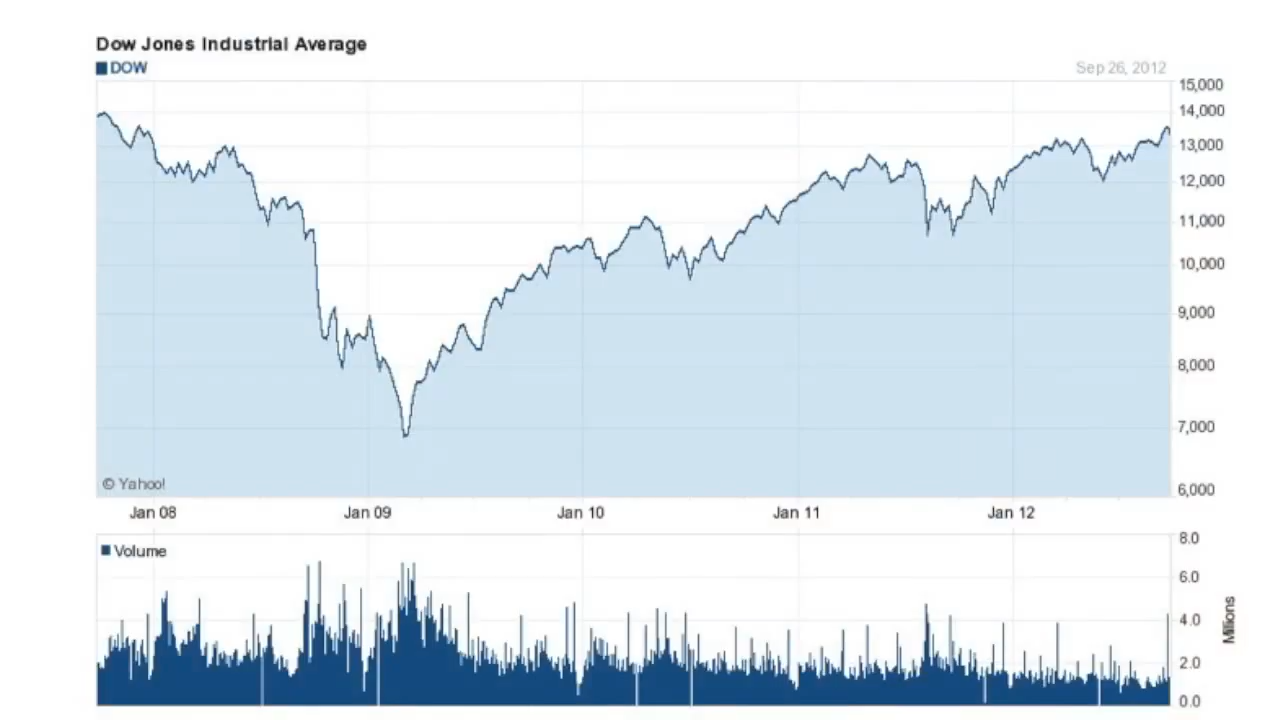 Dow Jones Industrial Average
DOW
Sep 26, 2012
15,000
14,000
13,000
12,000
11,000
10,000
9,000
8,000
7,000
6,000
© Yahoo!
Jan 08 Jan 09 Jan 10 Jan 11 Jan 12
Volume
8.0
6.0
4.0
2.0
0.0
Millions